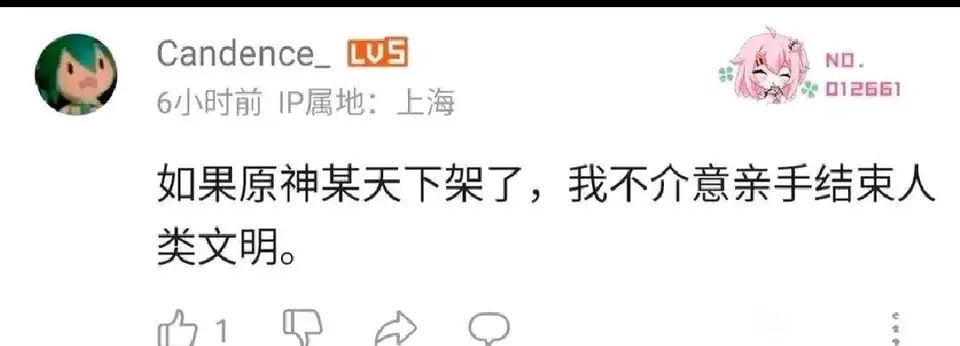 Candence_ LV5
NO.
012661
6小时前 IP属地：上海
如果原神某天下架了，我不介意亲手结束人
类文明。
1